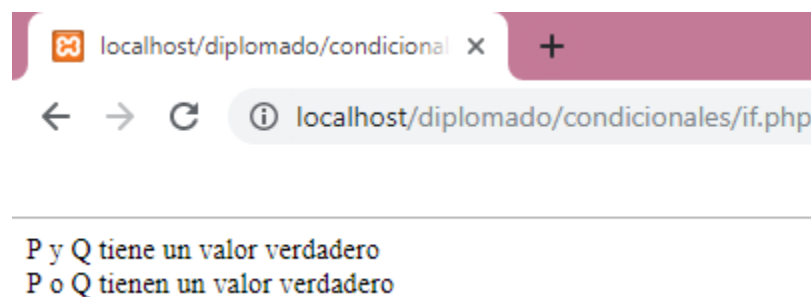 localhost/diplomado/condicional
localhost/diplomado/condicionales/if.php
P y Q tiene un valor verdadero
P o Q tienen un valor verdadero